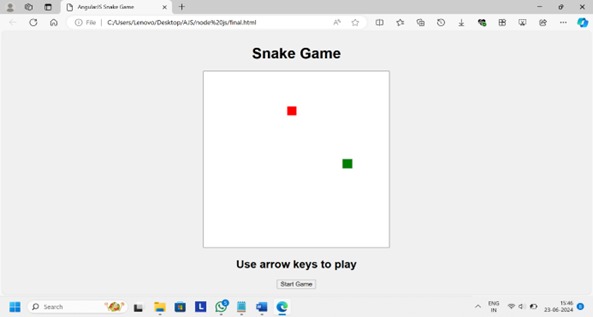 AngularJS Snake Game
File
C:/Users/Lenovo/Desktop/AJS/node%20js/final.html
Snake Game
Use arrow keys to play
Start Game
Search
L
ENG
IN
15:46
23-06-2024